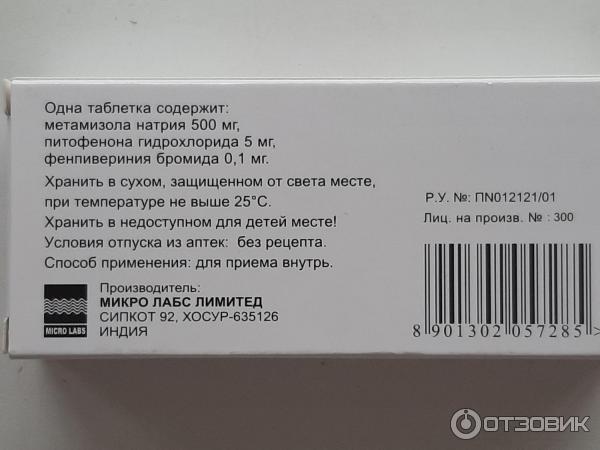 Одна таблетка содержит:
метамизола натрия 500 мг,
питофенона гидрохлорида 5 мг,
фенпивериния бромида 0,1 мг.
Хранить в сухом, защищенном от света месте,
при температуре не выше 25°С.
Хранить в недоступном для детей месте!
Условия отпуска из аптек: без рецепта.
Способ применения: для приема внутрь.
Производитель:
МИКРО ЛАБС ЛИМИТЕД
СИПКОТ 92, ХОСУР-635126
ИНДИЯ
MICRO LABS
Р.У. №: ПN012121/01
Лиц. на произв. № : 300
8 901302 057285 >
ОТЗОВИК